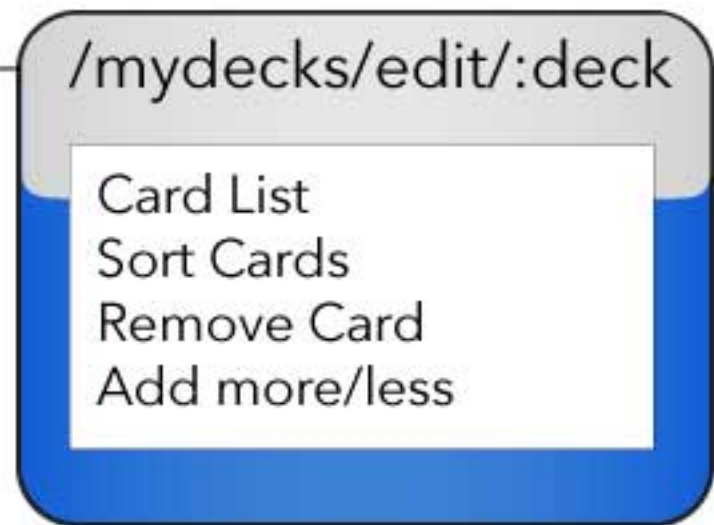 /mydecks/edit/:deck
Card List
Sort Cards
Remove Card
Add more/less